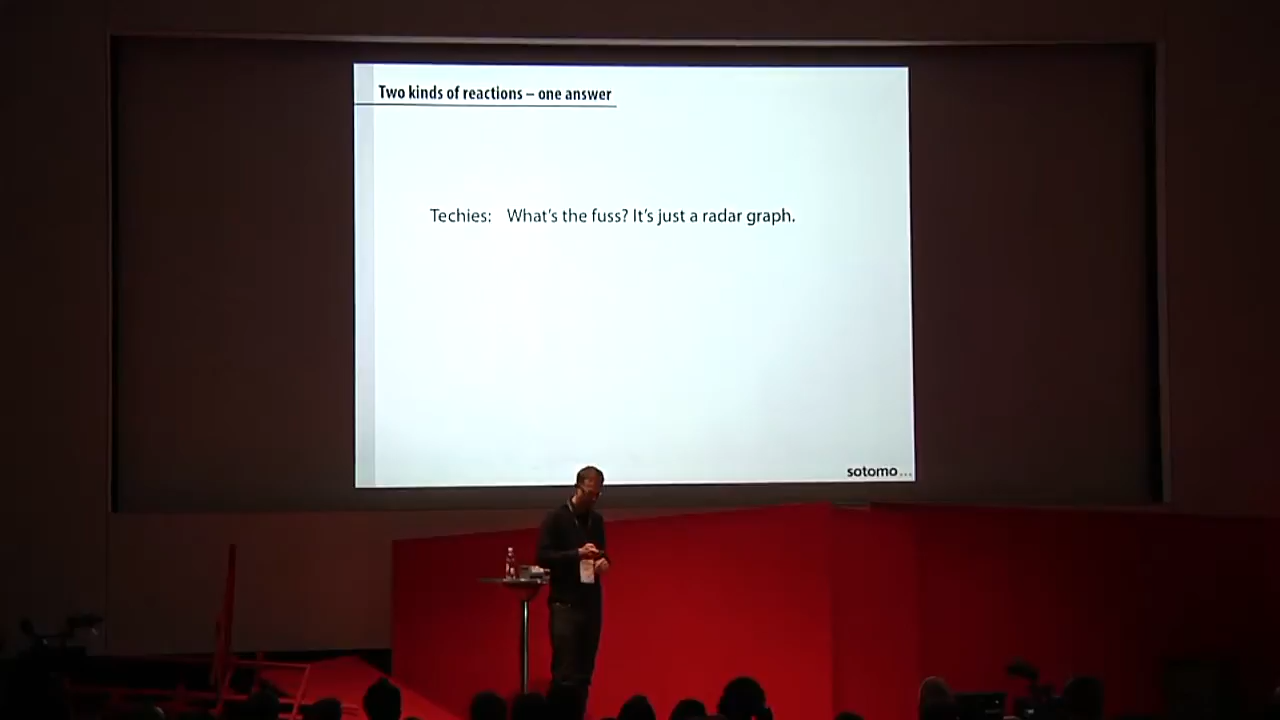 Two kinds of reactions – one answer
Techies: What's the fuss? It's just a radar graph.
sotomo...